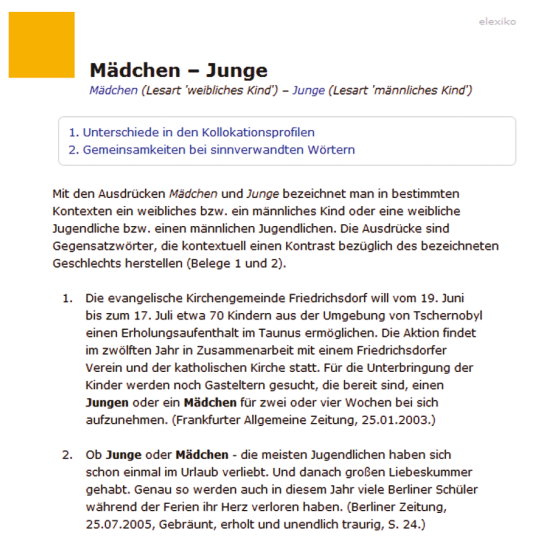 elexiko
Mädchen – Junge
Mädchen (Lesart 'weibliches Kind') – Junge (Lesart 'männliches Kind')
1. Unterschiede in den Kollokationsprofilen
2. Gemeinsamkeiten bei sinnverwandten Wörtern
Mit den Ausdrücken Mädchen und Junge bezeichnet man in bestimmten
Kontexten ein weibliches bzw. ein männliches Kind oder eine weibliche
Jugendliche bzw. einen männlichen Jugendlichen. Die Ausdrücke sind
Gegensatzwörter, die kontextuell einen Kontrast bezüglich des bezeichneten
Geschlechts herstellen (Belege 1 und 2).
1. Die evangelische Kirchengemeinde Friedrichsdorf will vom 19. Juni
bis zum 17. Juli etwa 70 Kindern aus der Umgebung von Tschernobyl
einen Erholungsaufenthalt im Taunus ermöglichen. Die Aktion findet
im zwölften Jahr in Zusammenarbeit mit einem Friedrichsdorfer
Verein und der katholischen Kirche statt. Für die Unterbringung der
Kinder werden noch Gasteltern gesucht, die bereit sind, einen
Jungen oder ein Mädchen für zwei oder vier Wochen bei sich
aufzunehmen. (Frankfurter Allgemeine Zeitung, 25.01.2003.)
2. Ob Junge oder Mädchen - die meisten Jugendlichen haben sich
schon einmal im Urlaub verliebt. Und danach großen Liebeskummer
gehabt. Genau so werden auch in diesem Jahr viele Berliner Schüler
während der Ferien ihr Herz verloren haben. (Berliner Zeitung,
25.07.2005, Gebräunt, erholt und unendlich traurig, S. 24.)